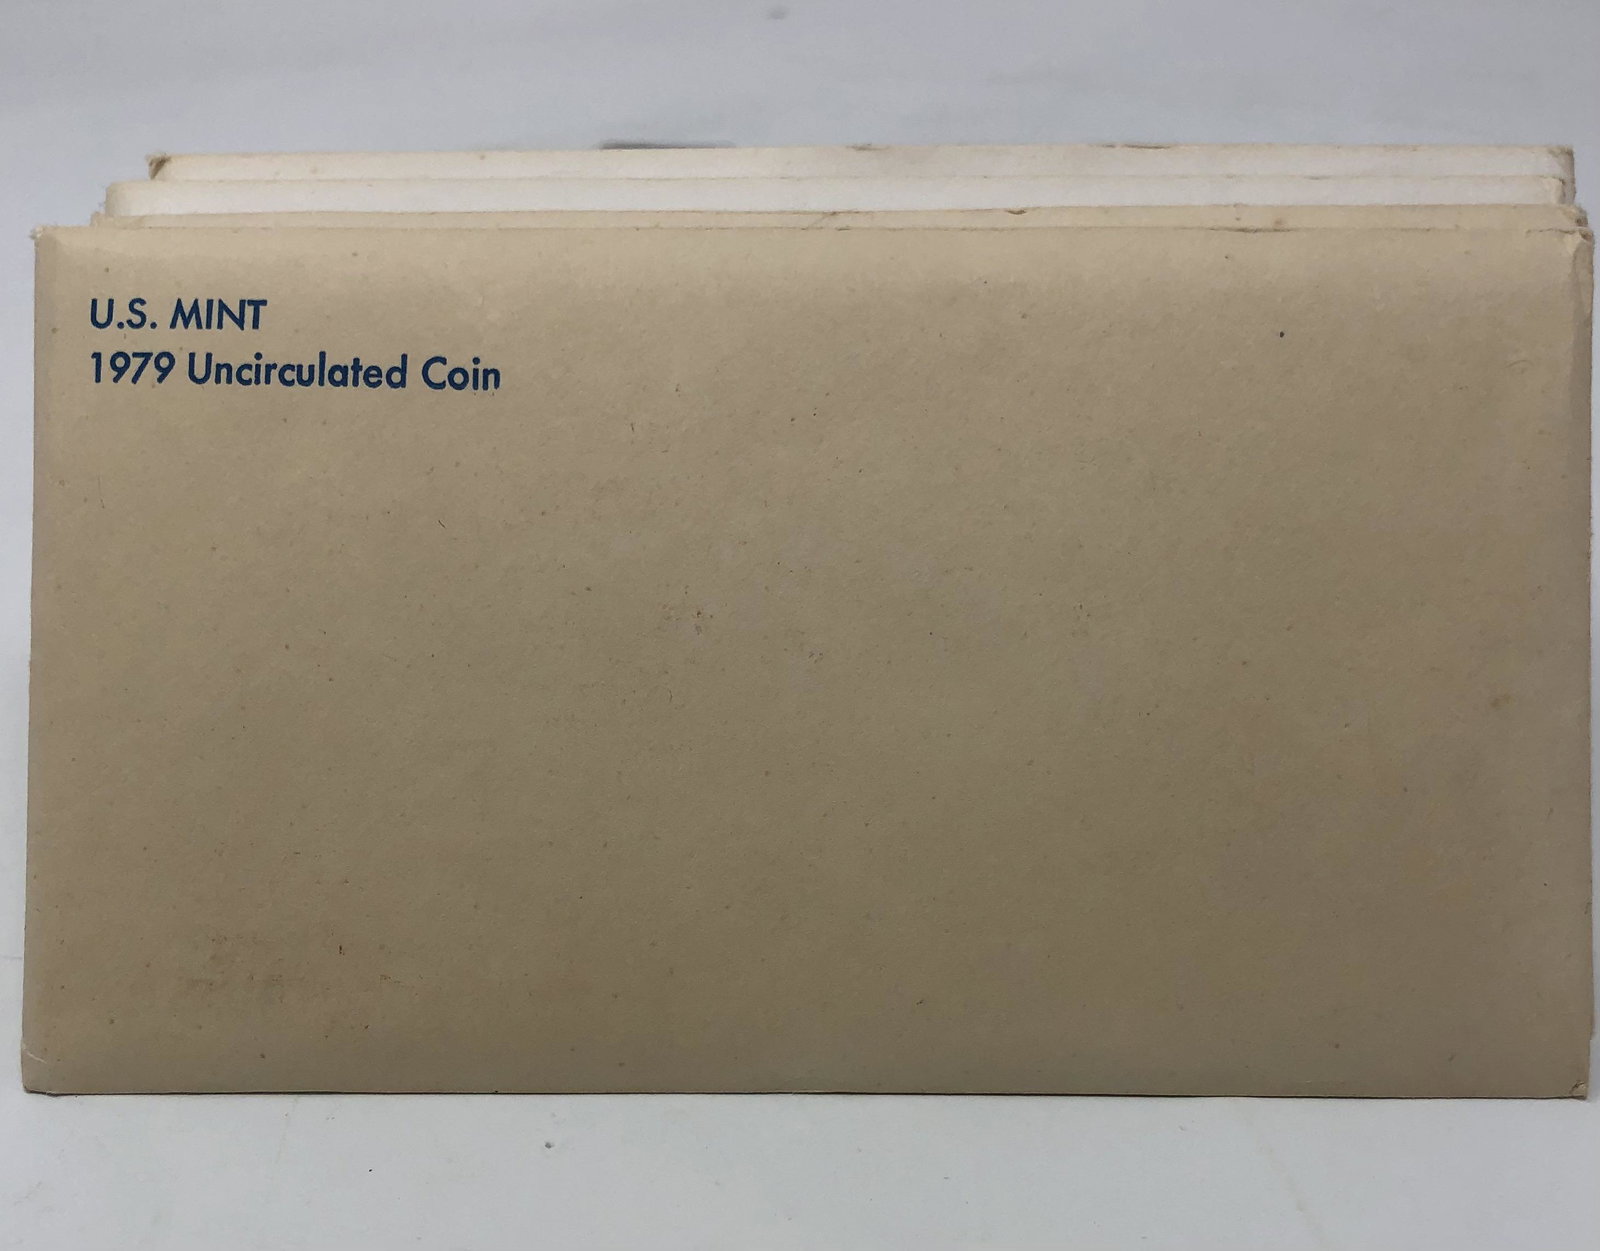 U.S. MINT
1979 Uncirculated Coin